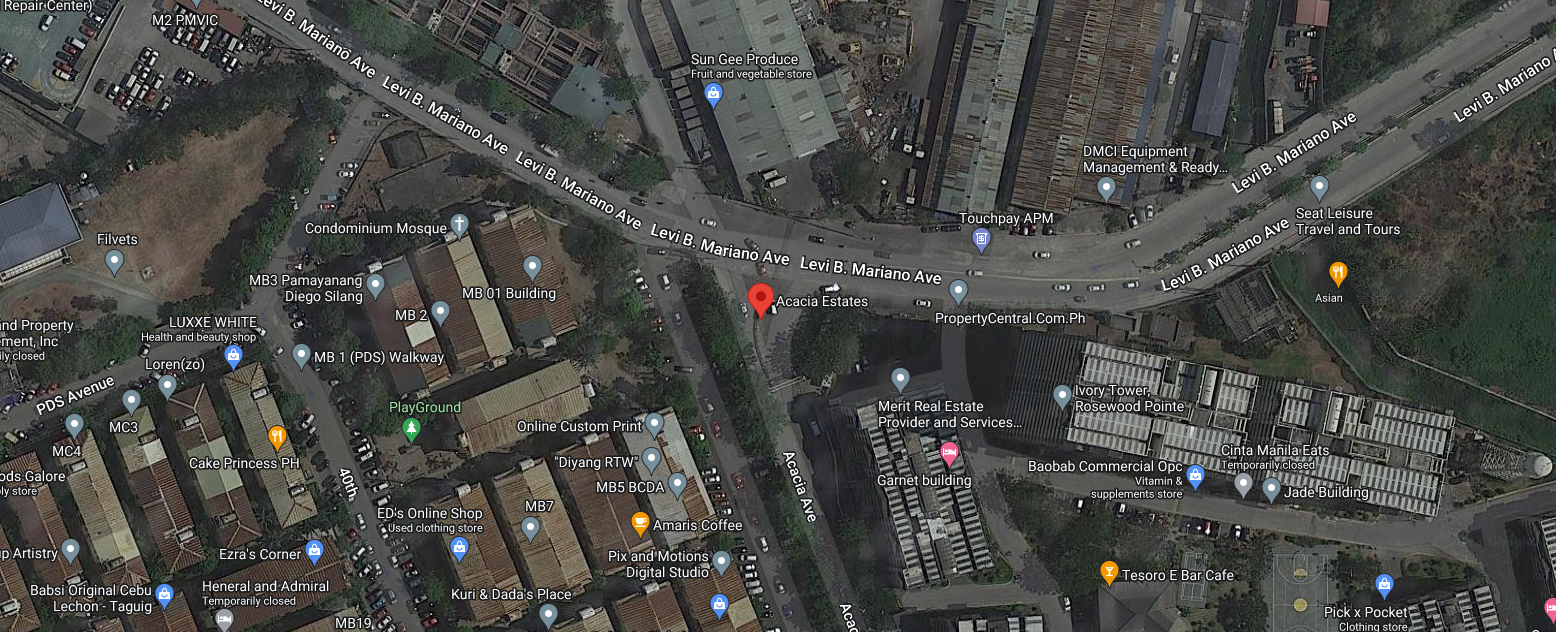 Repair Center)
M2 PMVIC
Levi B. Mariano Ave
Levi B. Mariano Ave
Levi B. Mariano Ave
Levi B. Mariano Ave
Levi B. Mariano Ave
Levi B. Mariano Ave
Levi B. Mariano Ave
Levi B. Mariano
Sun Gee Produce
Fruit and vegetable store
DMCI Equipment
Management & Ready...
Touchpay APM
Seat Leisure
Travel and Tours
Asian
Filvets
Condominium Mosque
MB3 Pamayanang
Diego Silang
MB 01 Building
MB 2
Acacia Estates
PropertyCentral.Com.Ph
and Property
ment, Inc
ily closed
LUXXE WHITE
Health and beauty shop
MB 1 (PDS) Walkway
Loren(zo)
PDS Avenue
MC3
MC4
PlayGround
Cake Princess PH
40th
Online Custom Print
"Diyang RTW"
MB5 BCDA
Acacia Ave
Merit Real Estate
Provider and Services...
Garnet building
Ivory Tower,
Rosewood Pointe
Baobab Commercial Opc
Vitamin &
supplements store
Cinta Manila Eats
Temporarily closed
Jade Building
ods Galore
ly store
ED's Online Shop
Used clothing store
MB7
Amaris Coffee
Pix and Motions
Digital Studio
up Artistry
Ezra's Corner
Babsi Original Cebu
Lechon - Taguig
Heneral and Admiral
Temporarily closed
Kuri & Dada's Place
MB19
Acac
Tesoro E Bar Cafe
Pick x Pocket
Clothing store